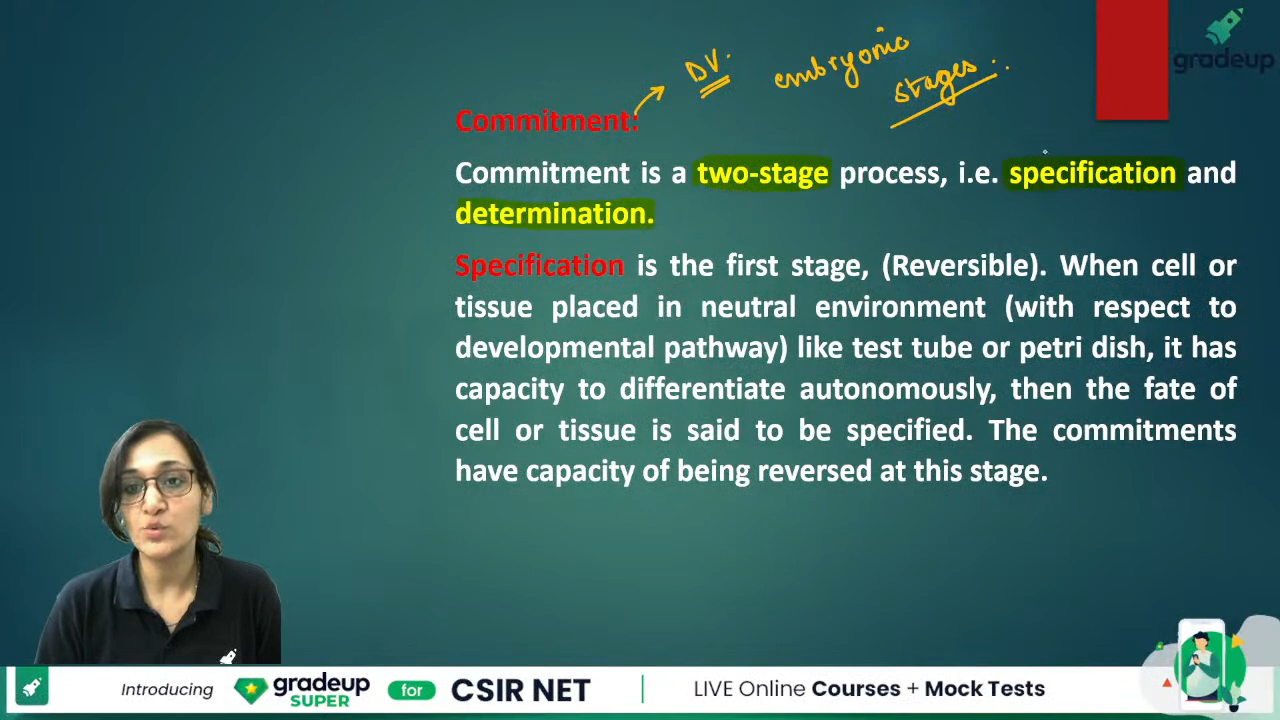 DV. embryonic
stages
gradeup
Commitment:
Commitment is a two-stage process, i.e. specification and
determination.
Specification is the first stage, (Reversible). When cell or
tissue placed in neutral environment (with respect to
developmental pathway) like test tube or petri dish, it has
capacity to differentiate autonomously, then the fate of
cell or tissue is said to be specified. The commitments
have capacity of being reversed at this stage.
Introducing gradeup SUPER for CSIR NET LIVE Online Courses + Mock Tests